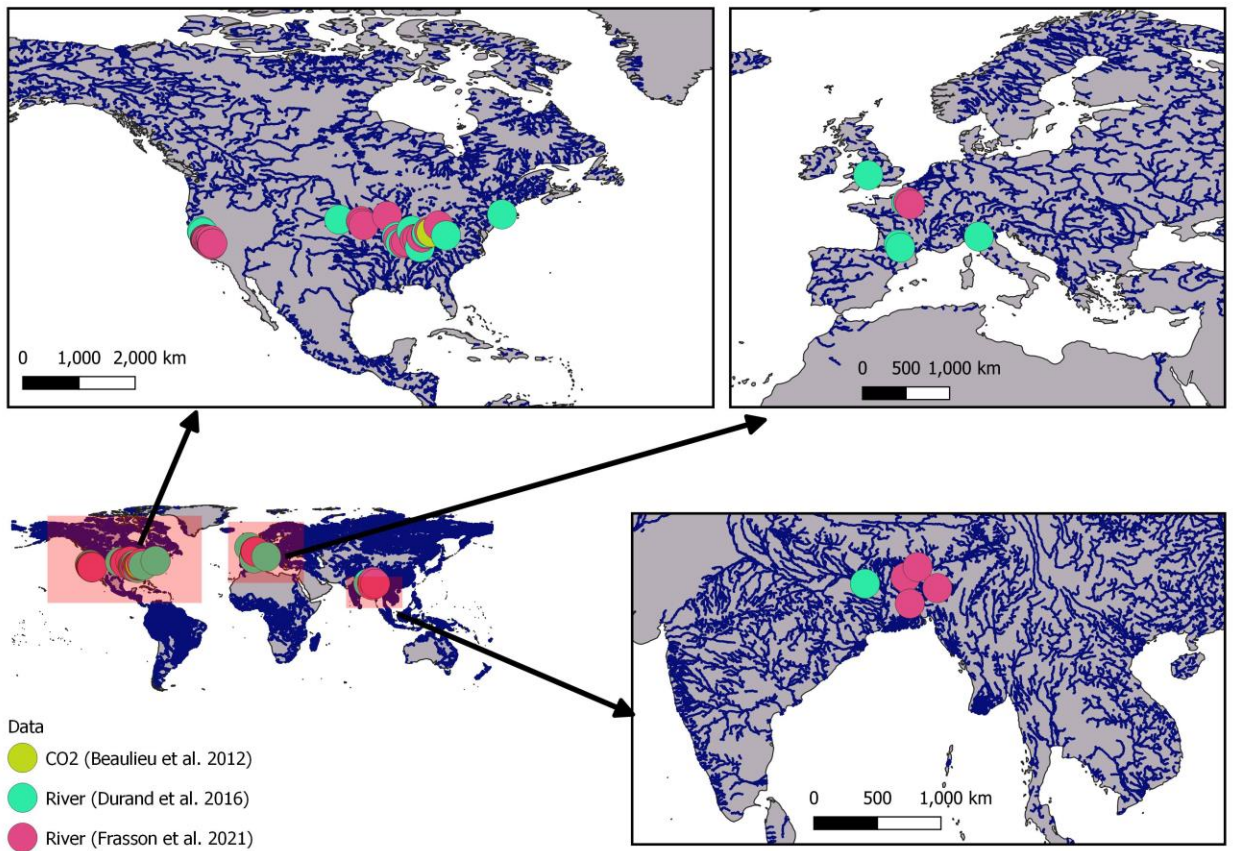 0 1,000 2,000 km
0 500 1,000 km
0 500 1,000 km
Data
CO2 (Beaulieu et al. 2012)
River (Durand et al. 2016)
River (Frasson et al. 2021)